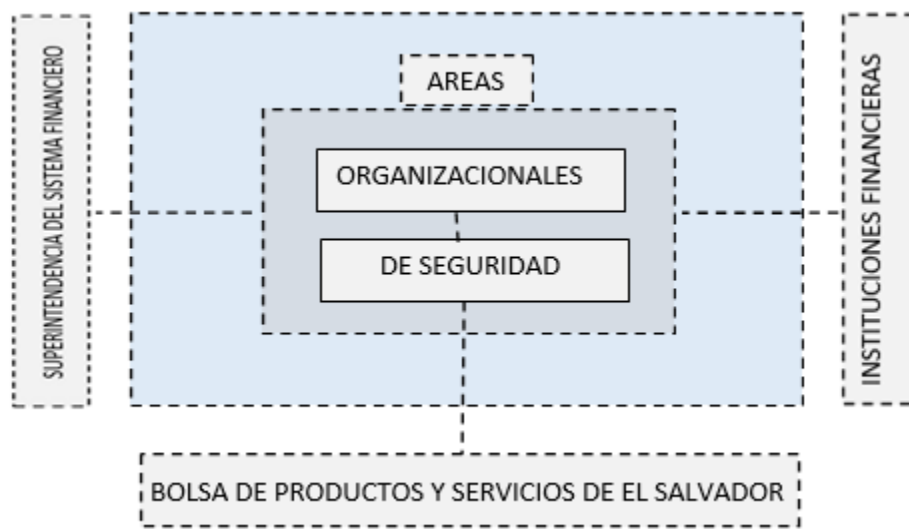 SUPERINTENDENCIA DEL SISTEMA FINANCIERO
AREAS
ORGANIZACIONALES
DE SEGURIDAD
INSTITUCIONES FINANCIERAS
BOLSA DE PRODUCTOS Y SERVICIOS DE EL SALVADOR